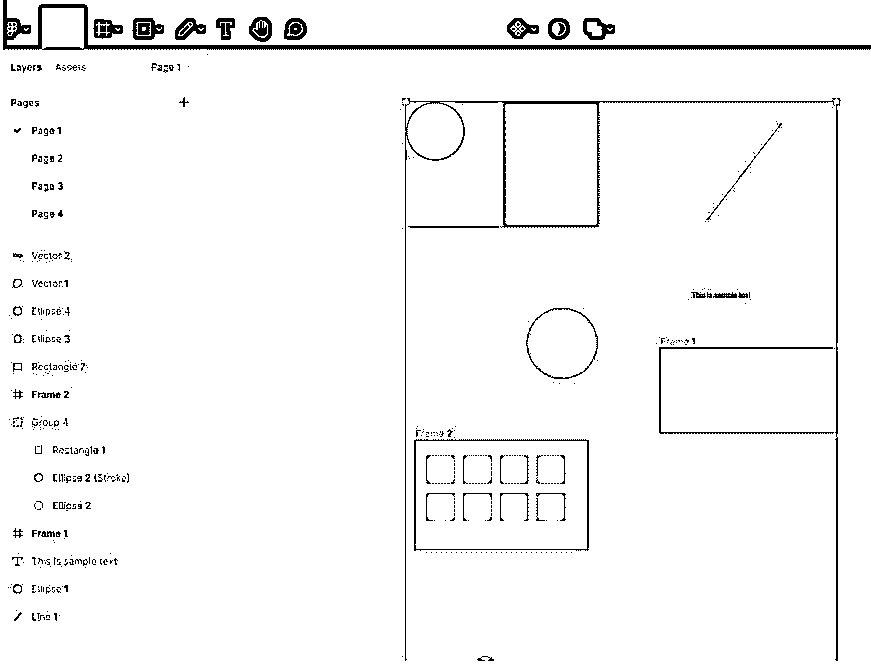 Layers Assets Page 1
Pages
Page 1
Page 2
Page 3
Page 4
Vector 2
Vector 1
Ellipse 4
Ellipse 3
Rectangle 7
Frame 2
Group 4
Rectangle 1
Ellipse 2 (Stroke)
Ellipse 2
Frame 1
This is sample text
Ellipse 1
Line 1
This is sample text
Frame 1
Frame 2